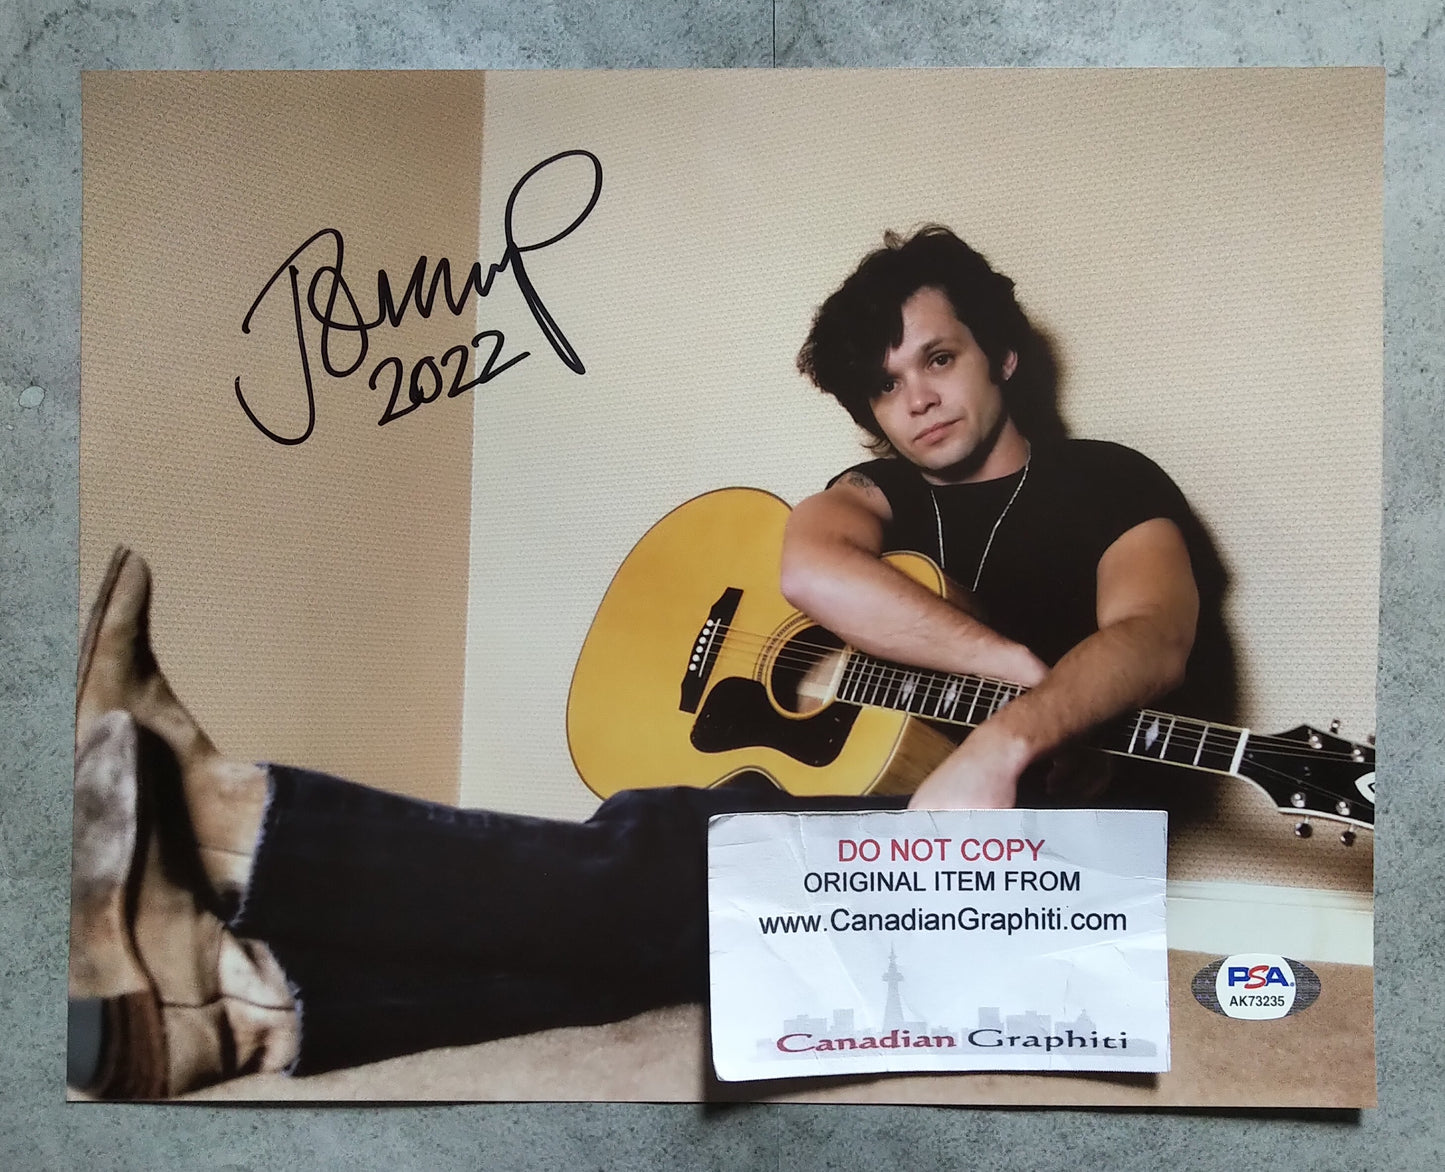 2022
DO NOT COPY
ORIGINAL ITEM FROM
www.CanadianGraphiti.com
Canadian Graphiti
PSA
AK73235